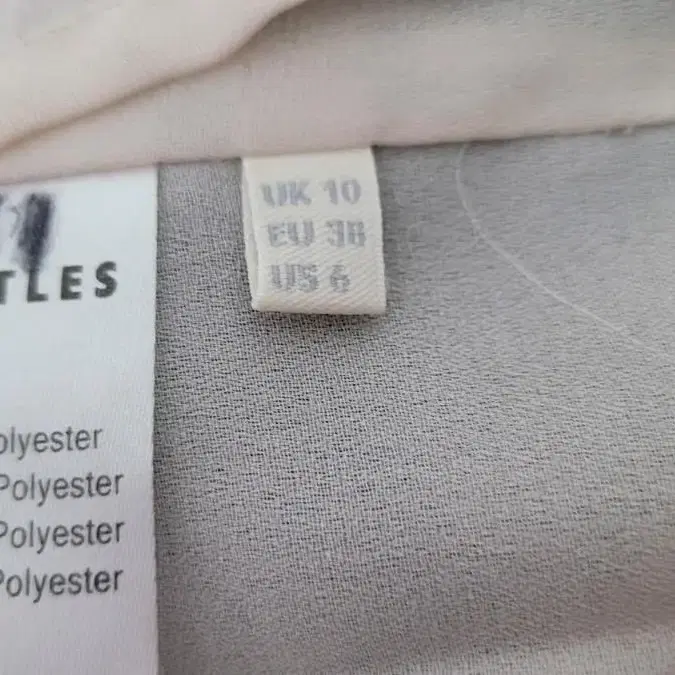 TLES
olyester
Polyester
Polyester
Polyester
UK 10
EU 38
US 6